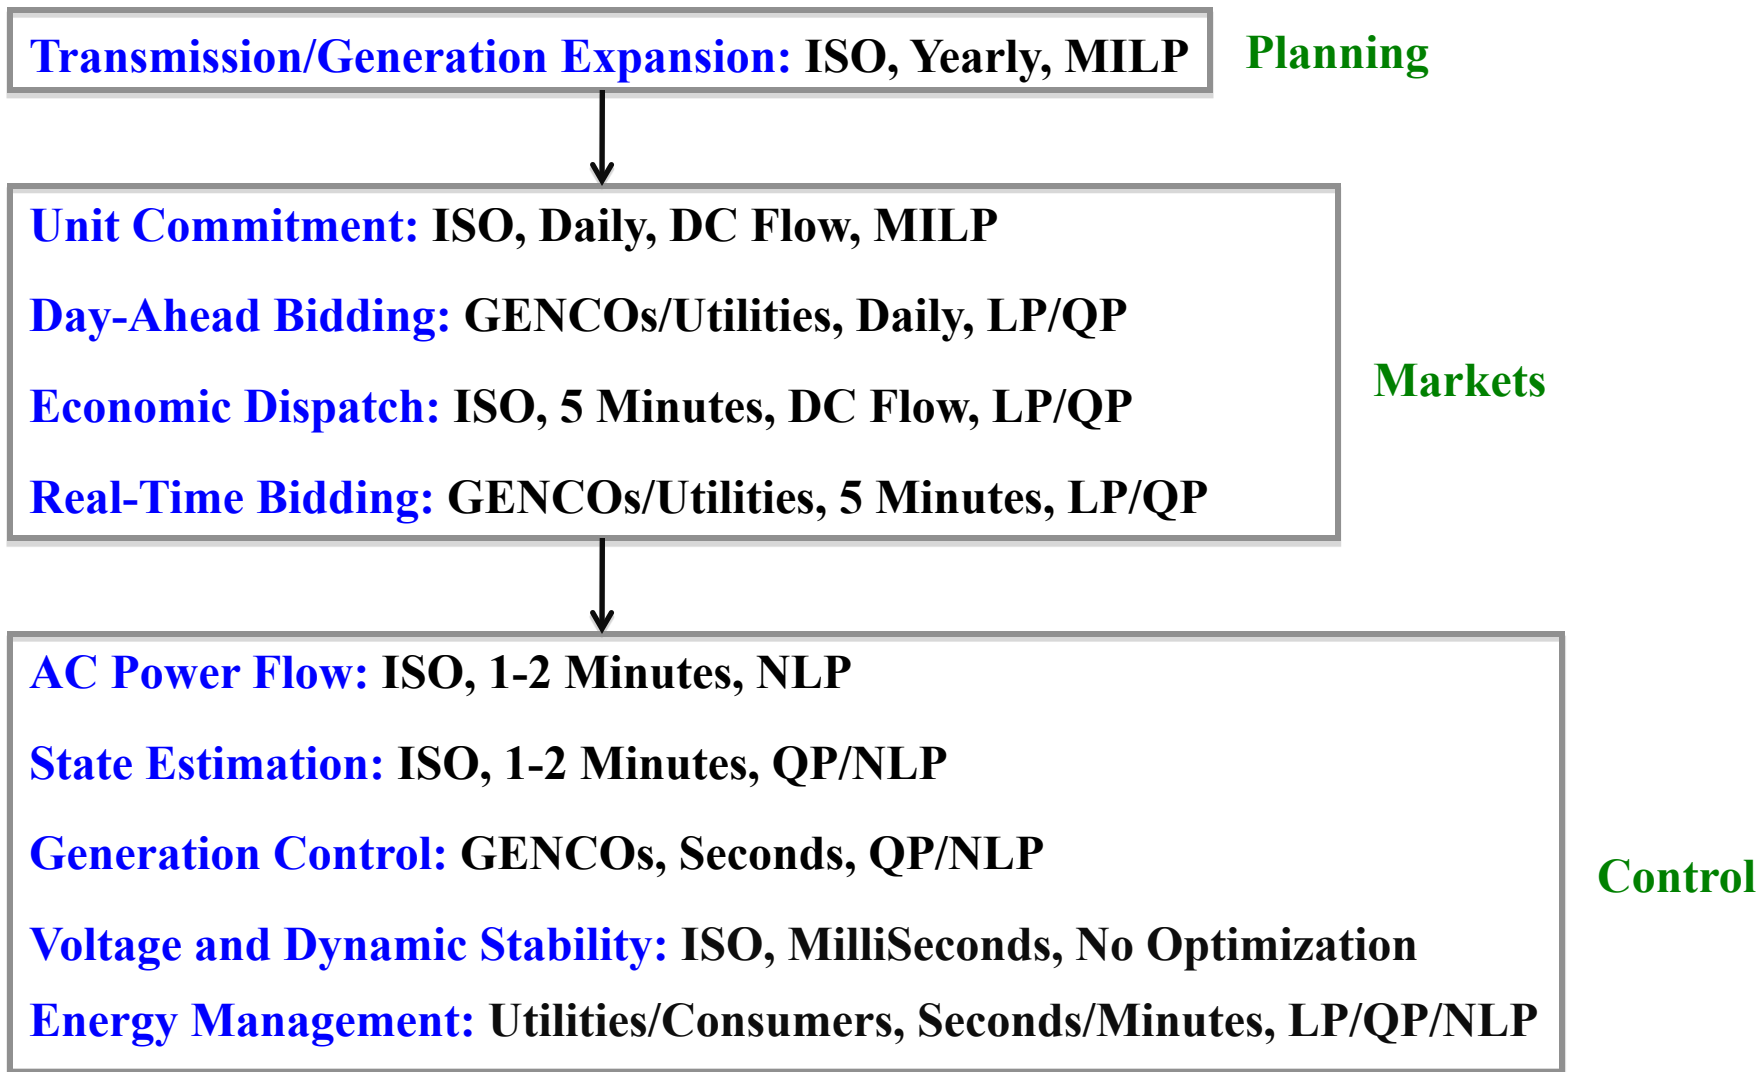 Transmission/Generation Expansion: ISO, Yearly, MILP
Planning
Unit Commitment: ISO, Daily, DC Flow, MILP
Day-Ahead Bidding: GENCOs/Utilities, Daily, LP/QP
Economic Dispatch: ISO, 5 Minutes, DC Flow, LP/QP
Real-Time Bidding: GENCOs/Utilities, 5 Minutes, LP/QP
Markets
AC Power Flow: ISO, 1-2 Minutes, NLP
State Estimation: ISO, 1-2 Minutes, QP/NLP
Generation Control: GENCOs, Seconds, QP/NLP
Voltage and Dynamic Stability: ISO, MilliSeconds, No Optimization
Energy Management: Utilities/Consumers, Seconds/Minutes, LP/QP/NLP
Control